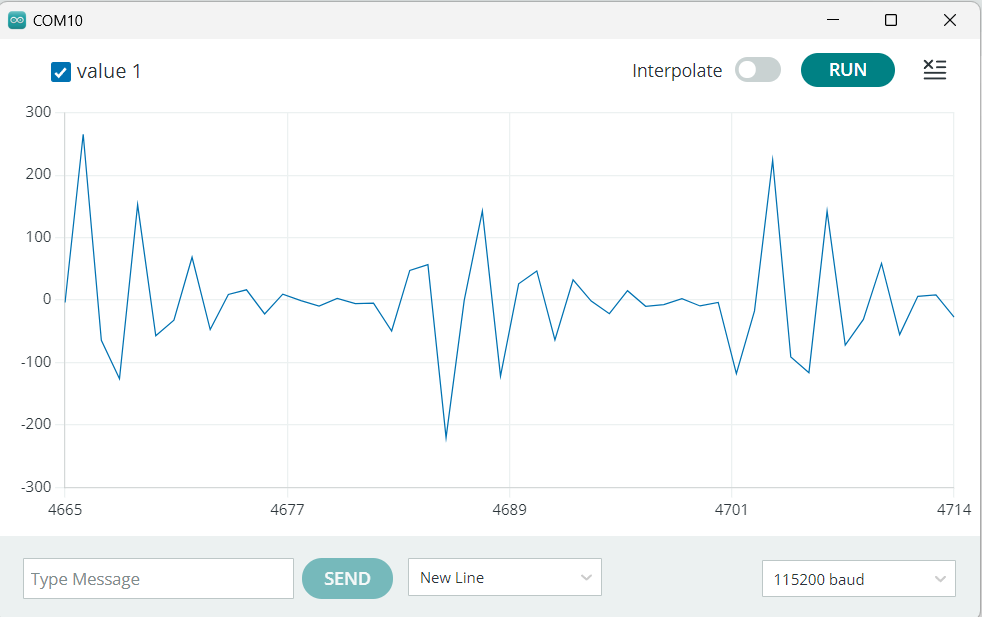 COM10
value 1
Interpolate
RUN
300
200
100
0
-100
-200
-300
4665 4677 4689 4701 4714
Type Message
SEND
New Line
115200 baud